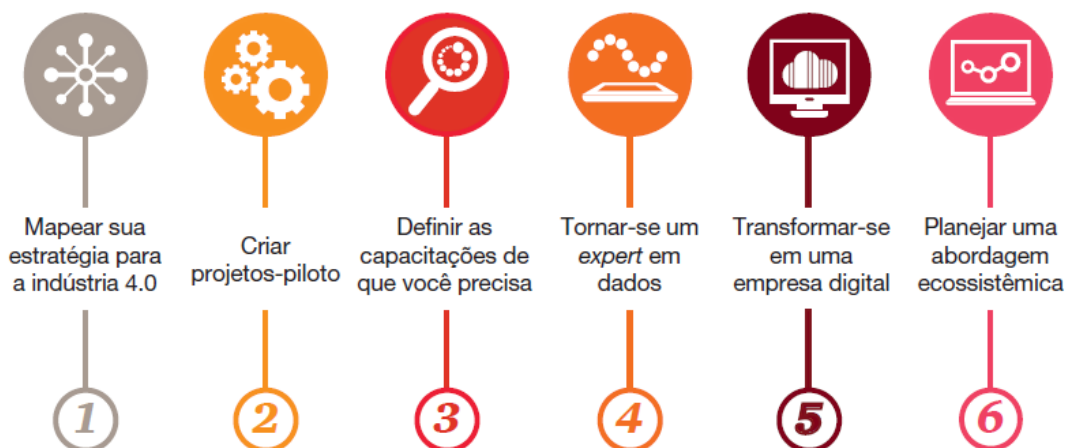 Mapear sua
estratégia para
a indústria 4.0
1
Criar
projetos-piloto
2
Definir as
capacitações de
que você precisa
3
Tornar-se um
expert em
dados
4
Transformar-se
em uma
empresa digital
5
Planejar uma
abordagem
ecossistêmica
6